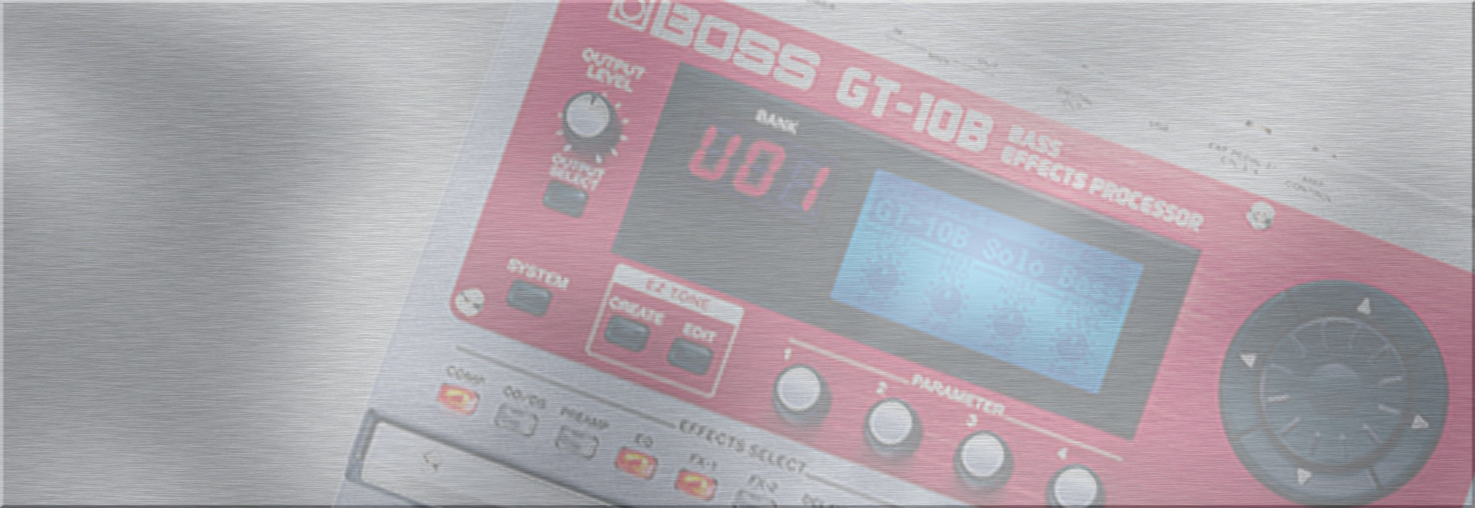 BOSS GT-10B BASS
EFFECTS PROCESSOR
OUTPUT
LEVEL
BANK
U01
OUTPUT
SELECT
GT-10B Solo Bass
SYSTEM
EZ TONE
CREATE EDIT
PARAMETER
1 2 3 4
COMP OD/DS PREAMP EQ FX-1 FX-2
EFFECTS SELECT
USB